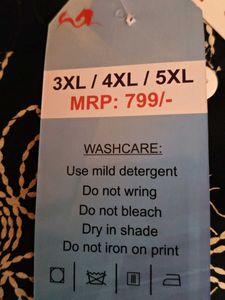 3XL / 4XL / 5XL
MRP: 799/-
WASHCARE:
Use mild detergent
Do not wring
Do not bleach
Dry in shade
Do not iron on print